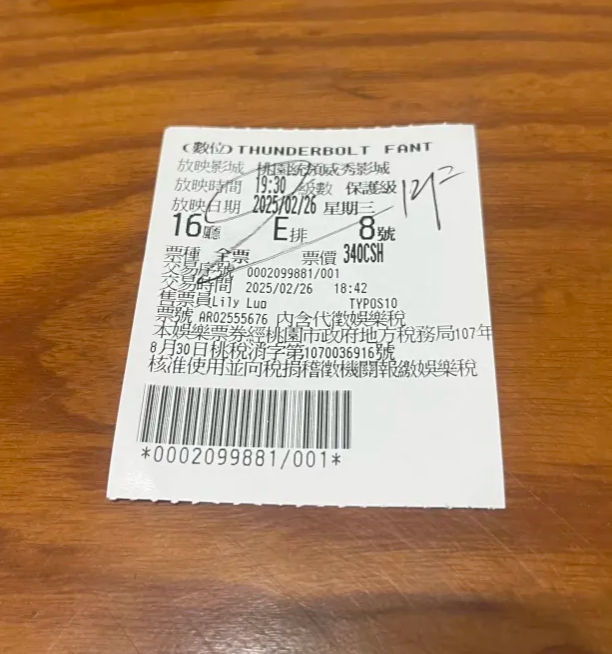 (數位)THUNDERBOLT FANT
放映影城 桃園統領威秀影城
放映時間 19:30 級數 保護級
放映日期 2025/02/26 星期三
16廳 E排 8號
票種 全票 票價 340CSH
交易序號 0002099881/001
交易時間 2025/02/26 18:42
售票員Lily Luo TYPOS10
票號 AR02555676 內含代徵娛樂稅
本娛樂票券經桃園市政府地方稅務局107年
8月30日桃稅消字第1070036916號
核准使用並向稅捐稽徵機關報繳娛樂稅
*0002099881/001*